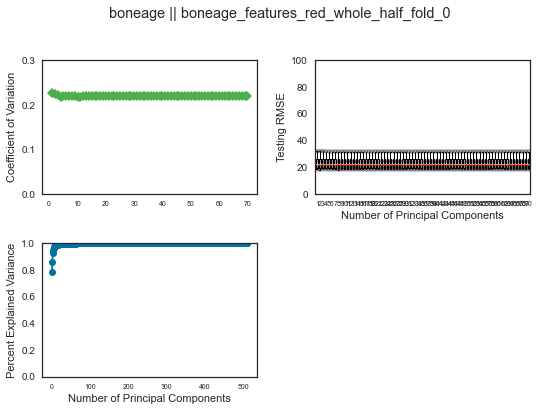 boneage || boneage_features_red_whole_half_fold_0
0.3
0.2
0.1
0.0
Coefficient of Variation
0 10 20 30 40 50 60 70
100
80
60
40
20
0
Testing RMSE
Number of Principal Components
1.0
0.8
0.6
0.4
0.2
0.0
Percent Explained Variance
0 100 200 300 400 500
Number of Principal Components